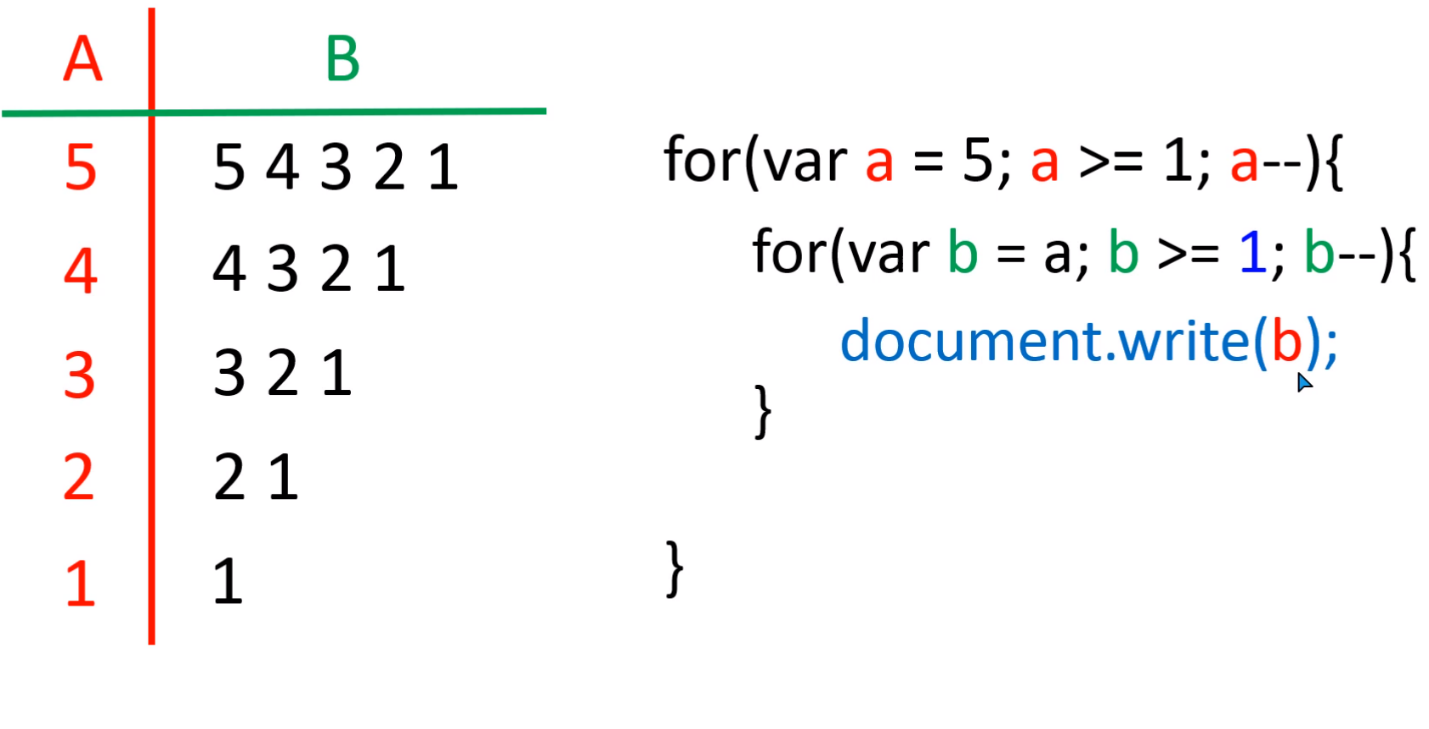 A B
5 5 4 3 2 1
4 4 3 2 1
3 3 2 1
2 2 1
1 1
for(var a = 5; a >= 1; a--){
for(var b = a; b >= 1; b--){
document.write(b);
}
}